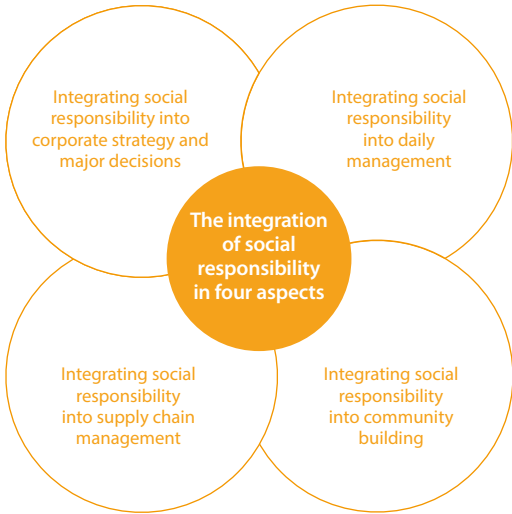 Integrating social
responsibility into
corporate strategy and
major decisions
Integrating social
responsibility
into daily
management
The integration
of social
responsibility
in four aspects
Integrating social
responsibility
into supply chain
management
Integrating social
responsibility
into community
building